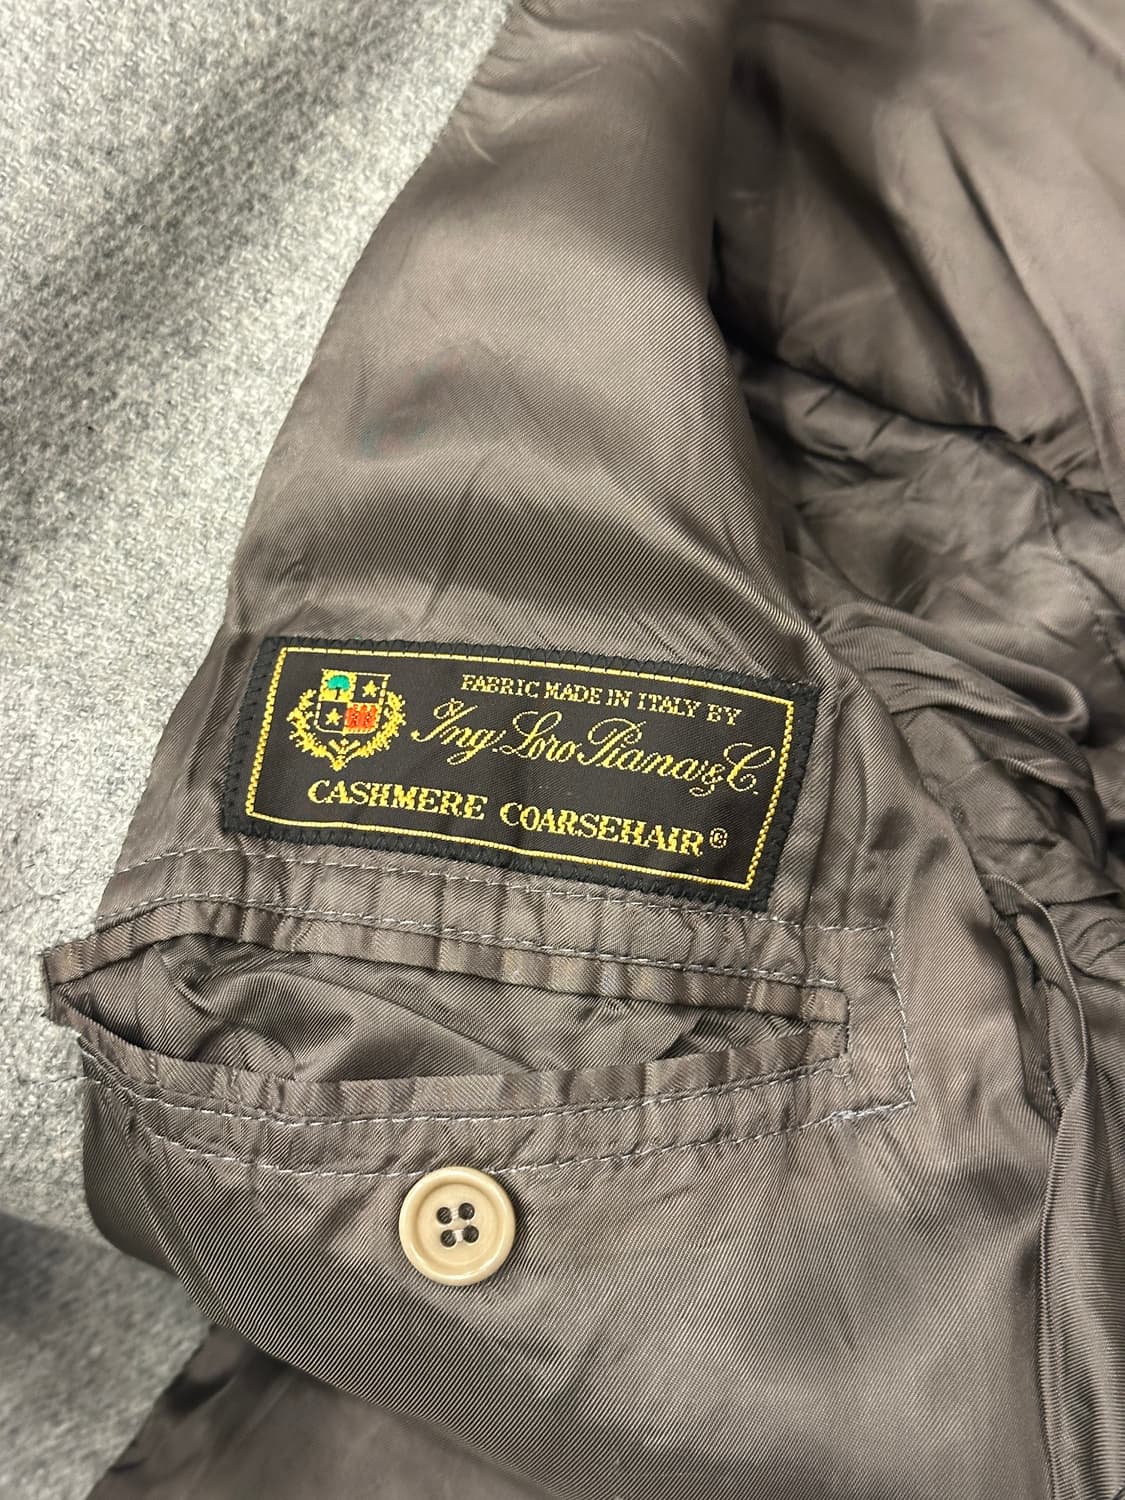 FABRIC MADE IN ITALY BY
Ing. Loro Piana & C.
CASHMERE COARSEHAIR®